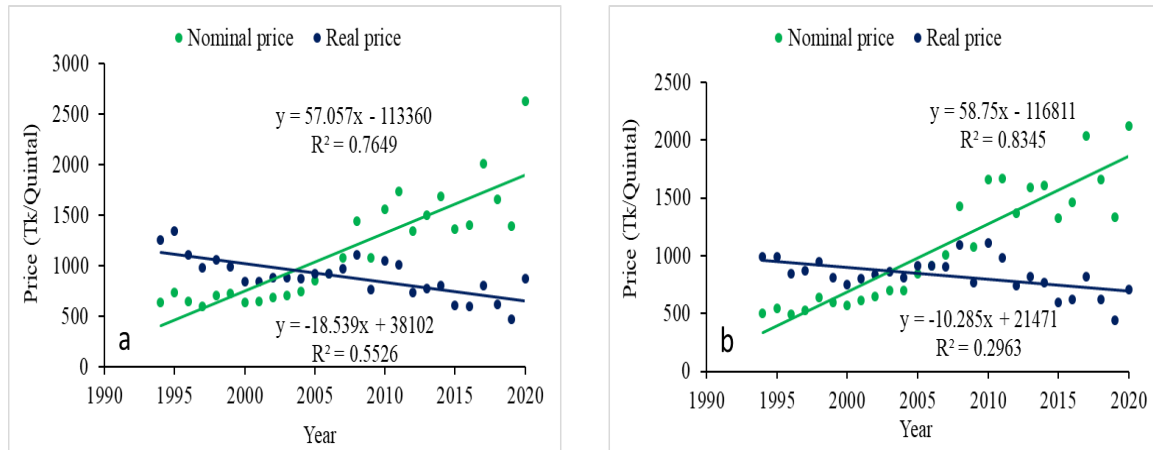 Nominal price Real price
3000
2500
2000
1500
1000
500
0
Price (Tk/Quintal)
y = 57.057x - 113360
R² = 0.7649
a
y = -18.539x + 38102
R² = 0.5526
1990 1995 2000 2005 2010 2015 2020
Year
Nominal price Real price
2500
2000
1500
1000
500
0
Price (Tk/Quintal)
y = 58.75x - 116811
R² = 0.8345
b
y = -10.285x + 21471
R² = 0.2963
1990 1995 2000 2005 2010 2015 2020
Year